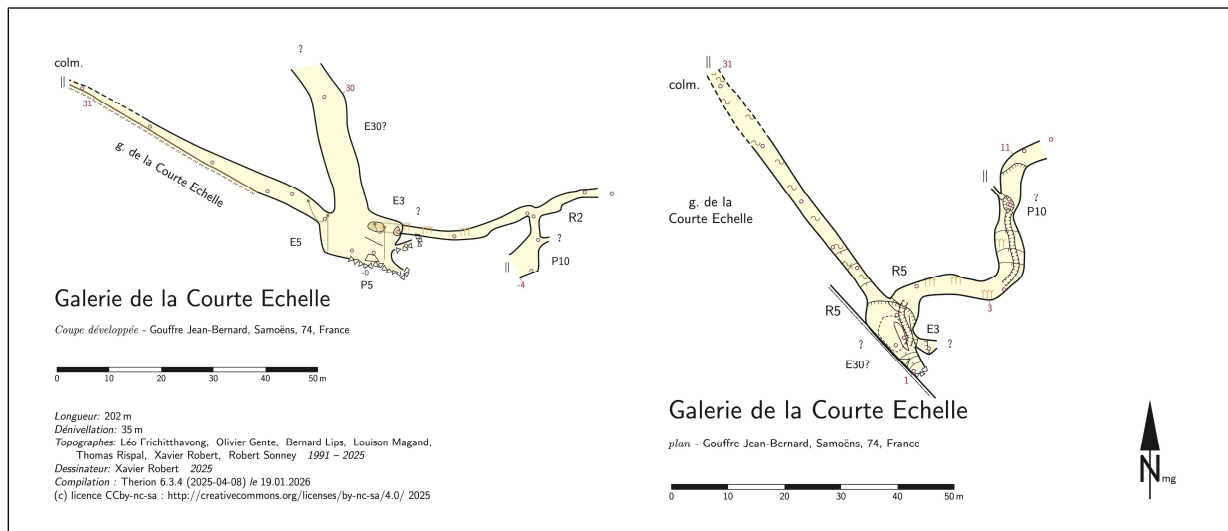 ?
colm.
||
31
30
E30?
g. de la Courte Echelle
E3
?
R2
E5
?
P10
||
-0
-4
P5
Galerie de la Courte Echelle
Coupe développée - Gouffre Jean-Bernard, Samoëns, 74, France
0 10 20 30 40 50 m
Longueur: 202 m
Dénivellation: 35 m
Topographes: Léo Frichitthavong, Olivier Gente, Bernard Lips, Louison Magand,
Thomas Rispal, Xavier Robert, Robert Sonney 1991 – 2025
Dessinateur: Xavier Robert 2025
Compilation : Therion 6.3.4 (2025-04-08) le 19.01.2026
(c) licence CCby-nc-sa : http://creativecommons.org/licenses/by-nc-sa/4.0/ 2025
||
31
colm.
11
||
?
P10
g. de la
Courte Echelle
R5
R5
3
E3
?
?
E30?
1
Galerie de la Courte Echelle
plan - Gouffre Jean-Bernard, Samoëns, 74, France
0 10 20 30 40 50 m
N mg